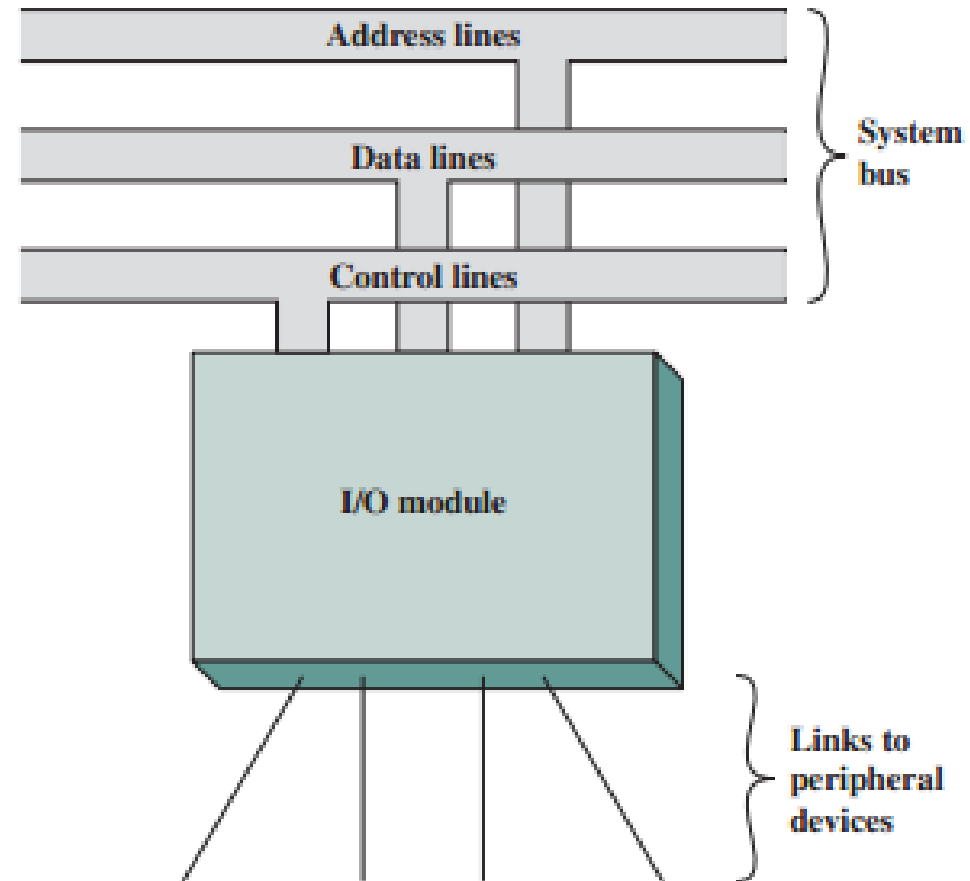 Address lines
Data lines
System
bus
Control lines
I/O module
Links to
peripheral
devices